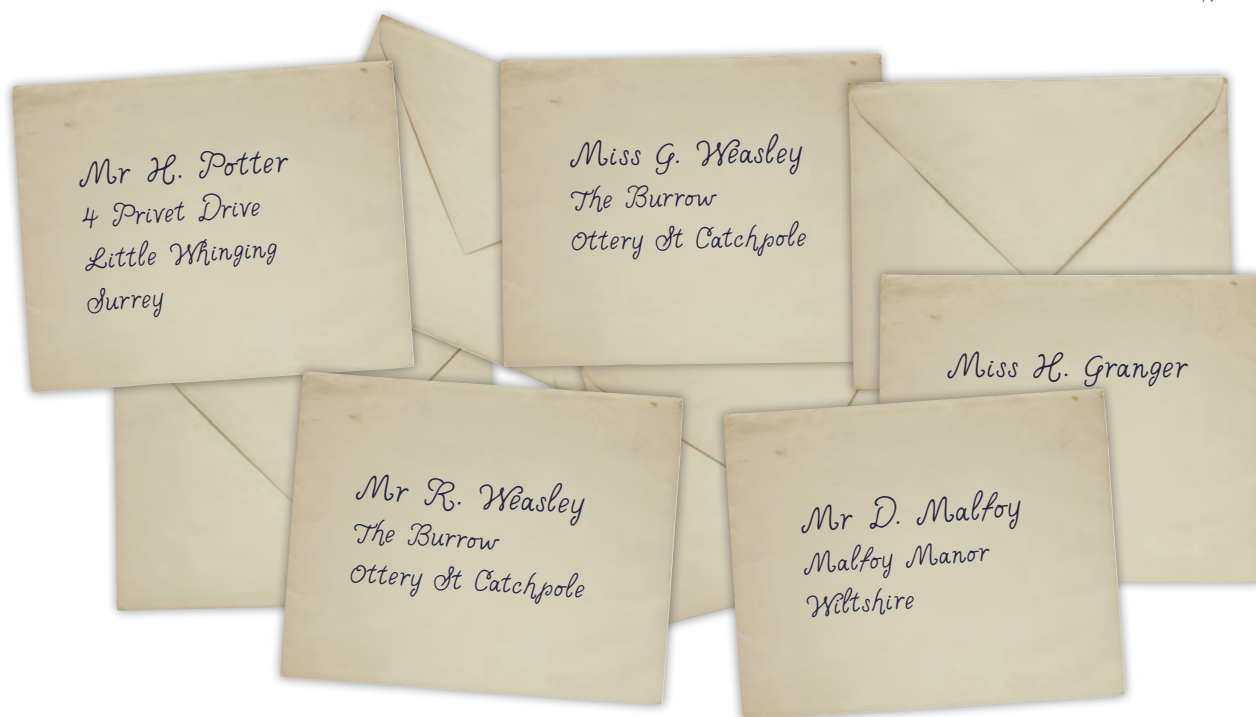 Mr H. Potter
4 Privet Drive
Little Whinging
Surrey
Miss G. Weasley
The Burrow
Ottery St Catchpole
Miss H. Granger
Mr R. Weasley
The Burrow
Ottery St Catchpole
Mr D. Malfoy
Malfoy Manor
Wiltshire